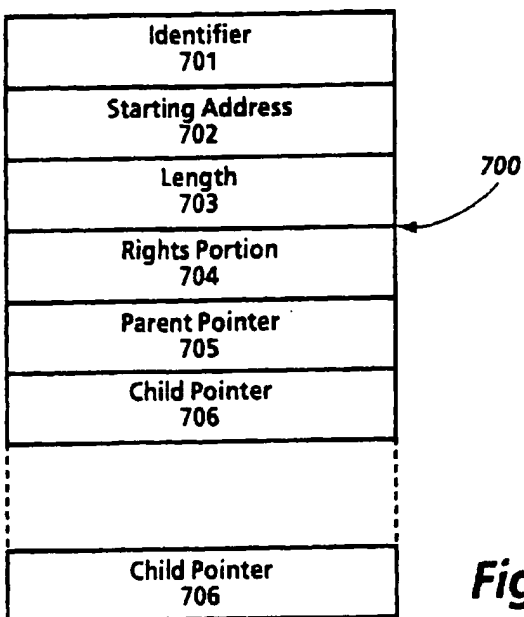 Identifier
701
Starting Address
702
Length
703
700
Rights Portion
704
Parent Pointer
705
Child Pointer
706
Child Pointer
706
Fig